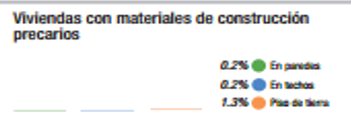 Viviendas con materiales de construcción
precarios
0.2% En paredes
0.2% En techos
1.3% Piso de tierra